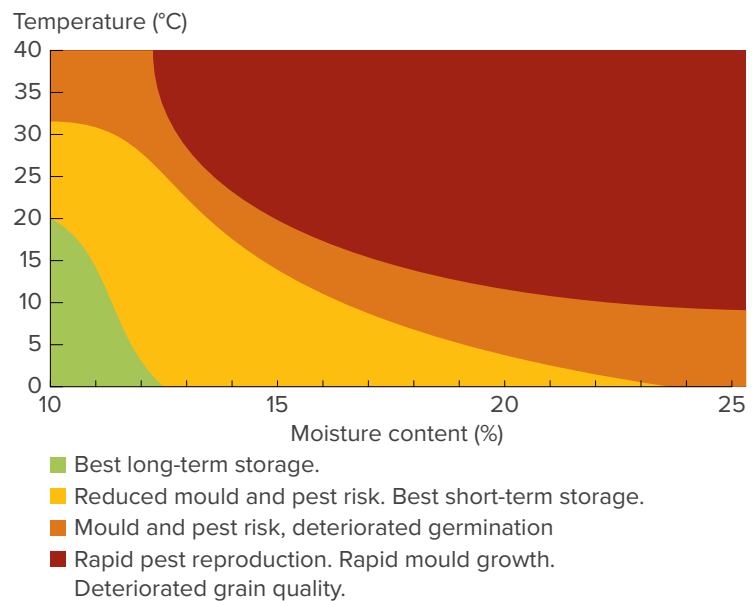 Temperature (°C)
40
35
30
25
20
15
10
5
0
10 15 20 25
Moisture content (%)
Best long-term storage.
Reduced mould and pest risk. Best short-term storage.
Mould and pest risk, deteriorated germination
Rapid pest reproduction. Rapid mould growth.
Deteriorated grain quality.